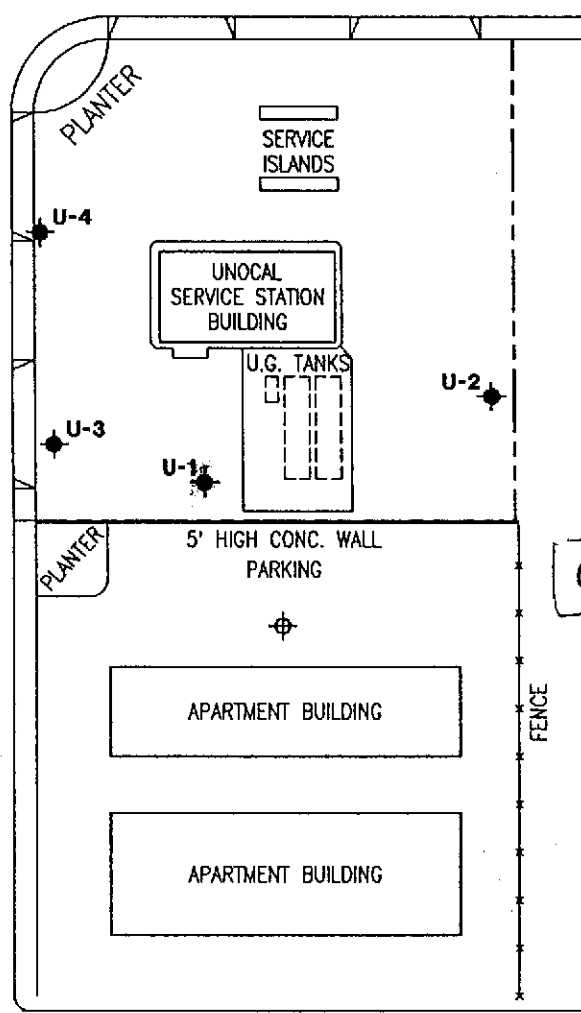 PLANTER
SERVICE
ISLANDS
U-4
UNOCAL
SERVICE STATION
BUILDING
U.G. TANKS
U-2
U-3
U-1
5' HIGH CONC. WALL
PARKING
PLANTER
APARTMENT BUILDING
FENCE
APARTMENT BUILDING